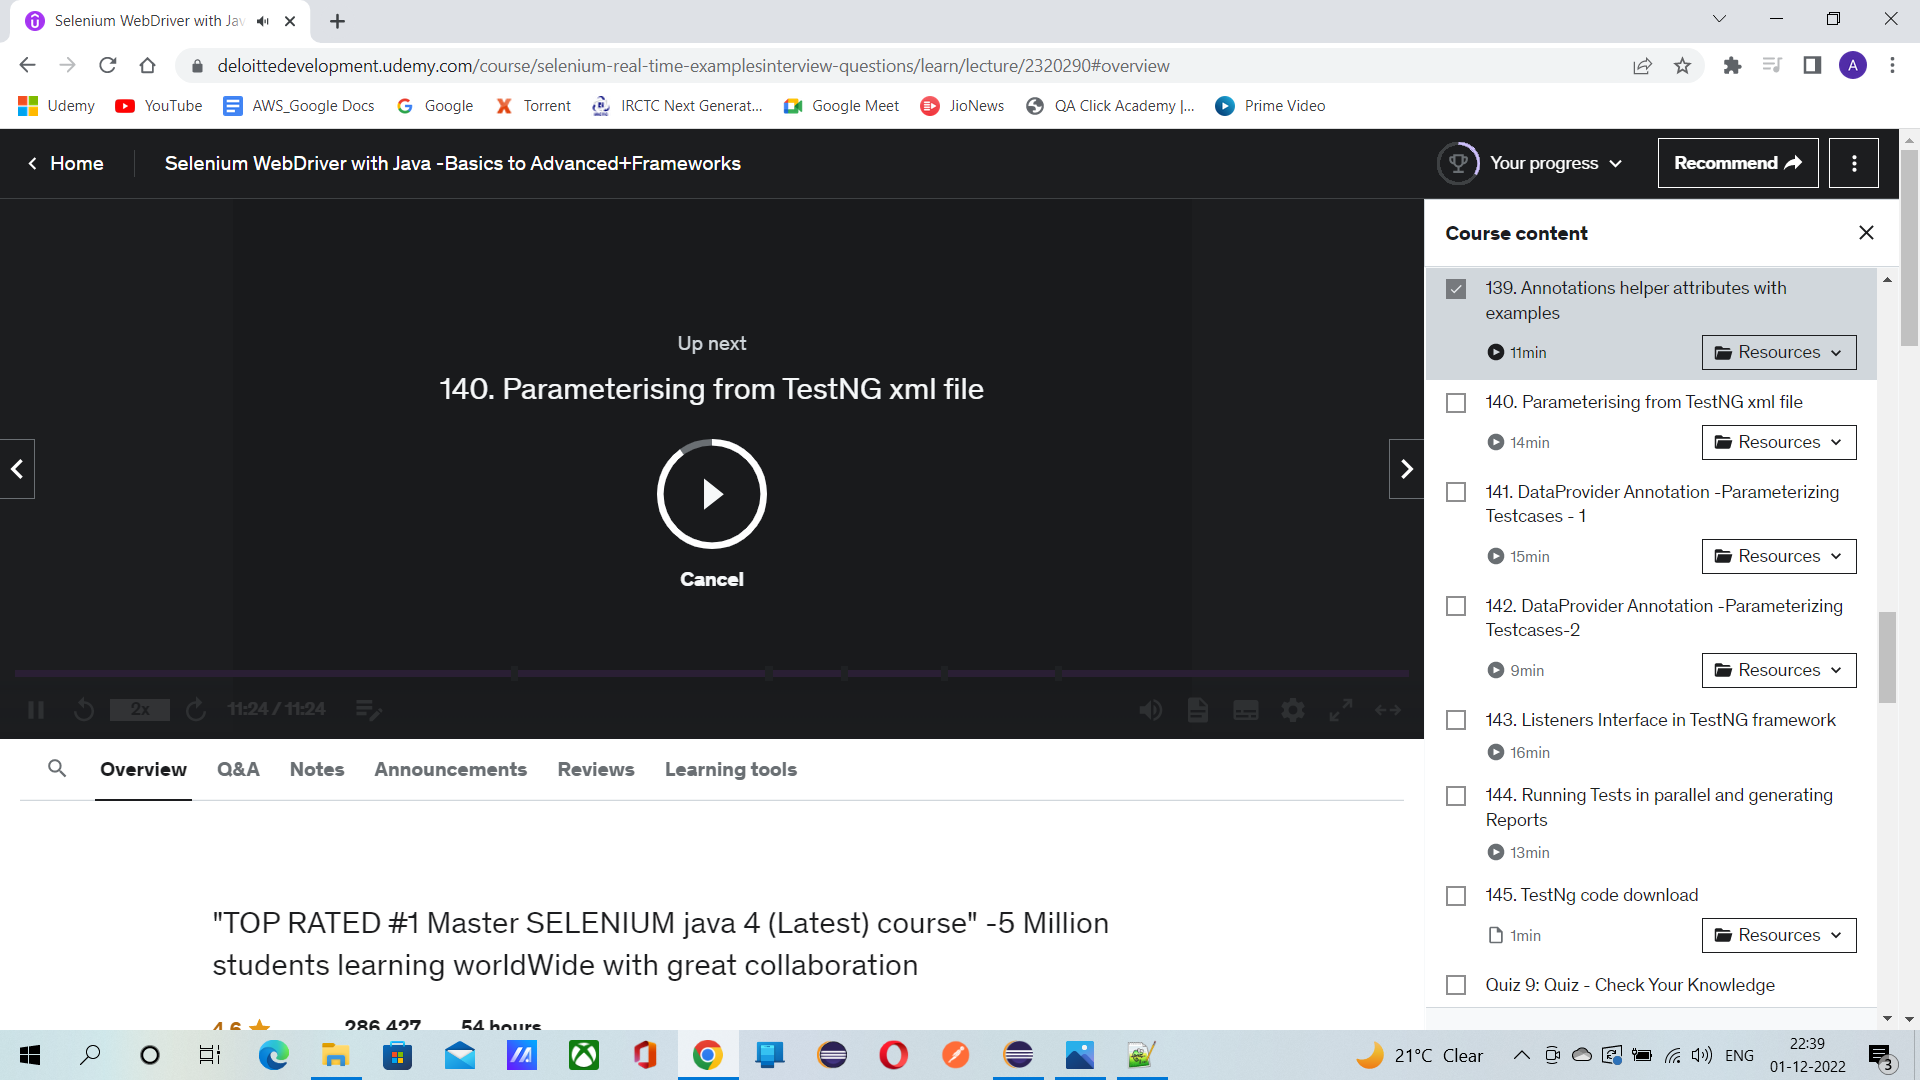 Selenium WebDriver with Jav
deloittedevelopment.udemy.com/course/selenium-real-time-examplesinterview-questions/learn/lecture/2320290#overview
A
Udemy
YouTube
AWS_Google Docs
Google
Torrent
IRCTC Next Generat...
Google Meet
JioNews
QA Click Academy |...
Prime Video
Home
Selenium WebDriver with Java -Basics to Advanced+Frameworks
Your progress
Recommend
Up next
140. Parameterising from TestNG xml file
Cancel
2x
11:24 / 11:24
Course content
139. Annotations helper attributes with
examples
11min
Resources
140. Parameterising from TestNG xml file
14min
Resources
141. DataProvider Annotation -Parameterizing
Testcases - 1
15min
Resources
142. DataProvider Annotation -Parameterizing
Testcases-2
9min
Resources
143. Listeners Interface in TestNG framework
16min
144. Running Tests in parallel and generating
Reports
13min
145. TestNg code download
1min
Resources
Quiz 9: Quiz - Check Your Knowledge
Overview
Q&A
Notes
Announcements
Reviews
Learning tools
"TOP RATED #1 Master SELENIUM java 4 (Latest) course" -5 Million
students learning worldWide with great collaboration
4.6
286,427
54 hours
21°C Clear
ENG
22:39
01-12-2022
3